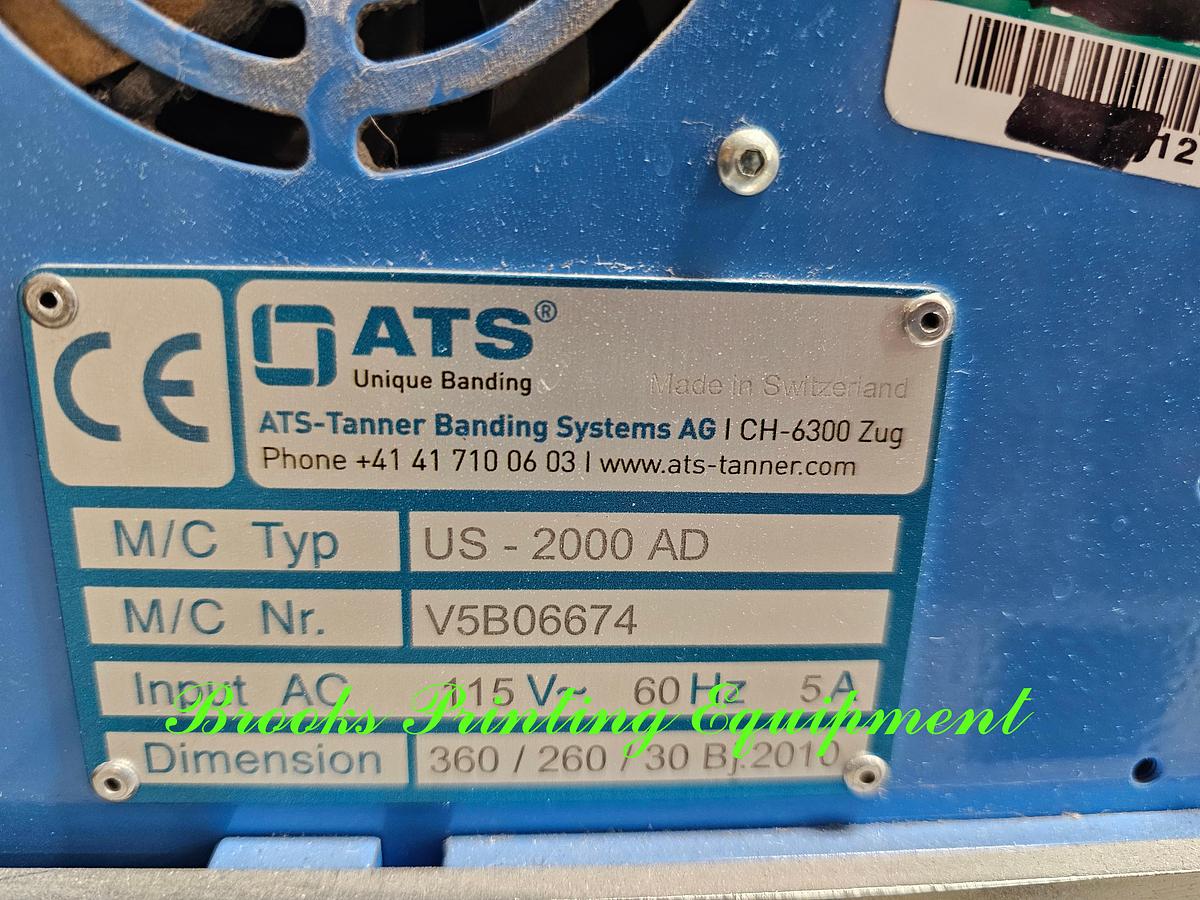 12
CE
ATS®
Unique Banding
Made in Switzerland
ATS-Tanner Banding Systems AG | CH-6300 Zug
Phone +41 41 710 06 03 | www.ats-tanner.com
M/C Typ US - 2000 AD
M/C Nr. V5B06674
Input AC 115 V~ 60 Hz 5 A
Brooks Printing Equipment
Dimension 360 / 260 / 30 Bj.2010